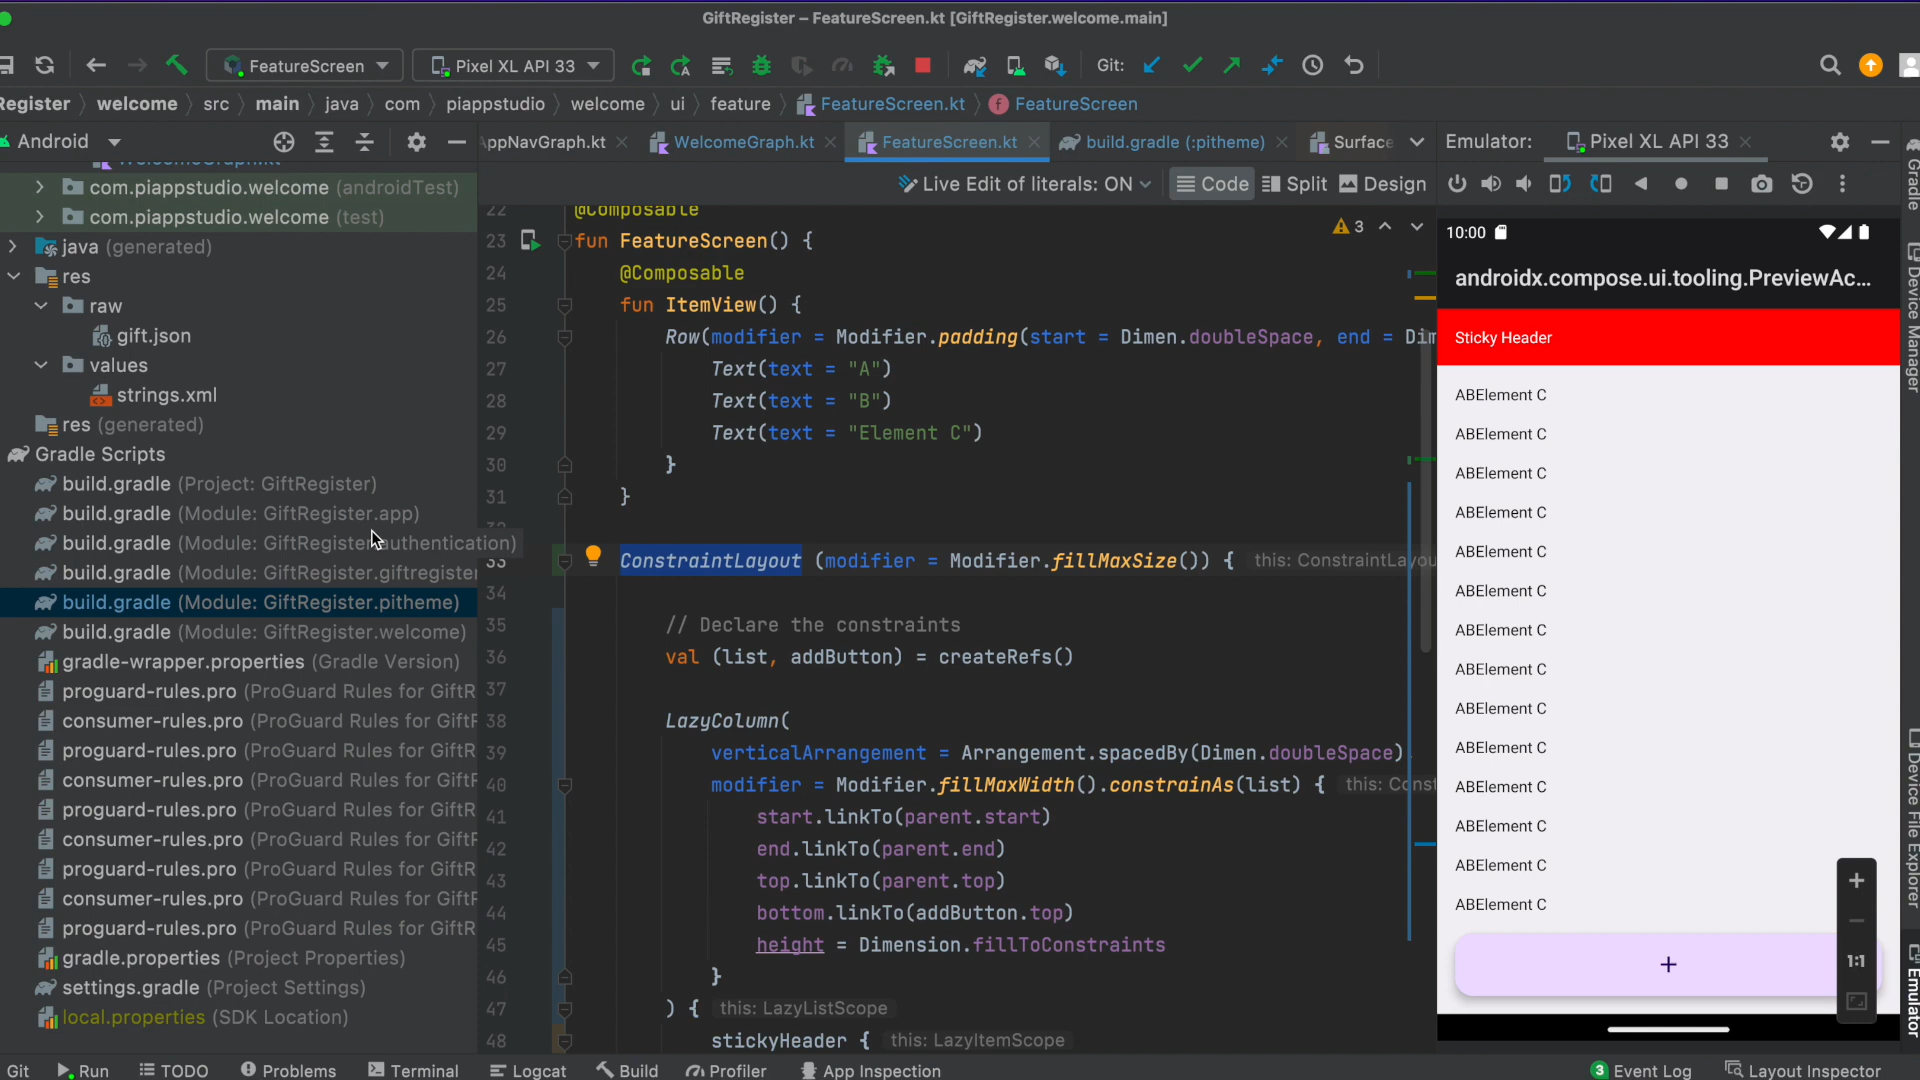 GiftRegister – FeatureScreen.kt [GiftRegister.welcome.main]
FeatureScreen
Pixel XL API 33
Git:
Register
welcome
src
main
java
com
piappstudio
welcome
ui
feature
FeatureScreen.kt
FeatureScreen
Android
AppNavGraph.kt
WelcomeGraph.kt
FeatureScreen.kt
build.gradle (:pitheme)
Surface
Live Edit of literals: ON
Code
Split
Design
com.piappstudio.welcome (androidTest)
com.piappstudio.welcome (test)
java (generated)
res
raw
gift.json
values
strings.xml
res (generated)
Gradle Scripts
build.gradle (Project: GiftRegister)
build.gradle (Module: GiftRegister.app)
build.gradle (Module: GiftRegister.authentication)
build.gradle (Module: GiftRegister.giftregister
build.gradle (Module: GiftRegister.pitheme)
build.gradle (Module: GiftRegister.welcome)
gradle-wrapper.properties (Gradle Version)
proguard-rules.pro (ProGuard Rules for GiftR
consumer-rules.pro (ProGuard Rules for GiftR
proguard-rules.pro (ProGuard Rules for GiftR
consumer-rules.pro (ProGuard Rules for GiftR
proguard-rules.pro (ProGuard Rules for GiftR
consumer-rules.pro (ProGuard Rules for GiftR
proguard-rules.pro (ProGuard Rules for GiftR
consumer-rules.pro (ProGuard Rules for GiftR
proguard-rules.pro (ProGuard Rules for GiftR
gradle.properties (Project Properties)
settings.gradle (Project Settings)
local.properties (SDK Location)
22 @Composable
3
23 fun FeatureScreen() {
24 @Composable
25 fun ItemView() {
26 Row(modifier = Modifier.padding(start = Dimen.doubleSpace, end = Dim
27 Text(text = "A")
28 Text(text = "B")
29 Text(text = "Element C")
30 }
31 }
33 ConstraintLayout (modifier = Modifier.fillMaxSize()) { this: ConstraintLayou
34
35 // Declare the constraints
36 val (list, addButton) = createRefs()
37
38 LazyColumn(
39 verticalArrangement = Arrangement.spacedBy(Dimen.doubleSpace)
40 modifier = Modifier.fillMaxWidth().constrainAs(list) { this: Const
41 start.linkTo(parent.start)
42 end.linkTo(parent.end)
43 top.linkTo(parent.top)
44 bottom.linkTo(addButton.top)
45 height = Dimension.fillToConstraints
46 }
47 ) { this: LazyListScope
48 stickyHeader { this: LazyItemScope
Emulator:
Pixel XL API 33
10:00
androidx.compose.ui.tooling.PreviewAc...
Sticky Header
ABElement C
ABElement C
ABElement C
ABElement C
ABElement C
ABElement C
ABElement C
ABElement C
ABElement C
ABElement C
ABElement C
ABElement C
ABElement C
ABElement C
+
+
1:1
Gradle
Device Manager
Device File Explorer
Emulator
Git
Run
TODO
Problems
Terminal
Logcat
Build
Profiler
App Inspection
3 Event Log
Layout Inspector